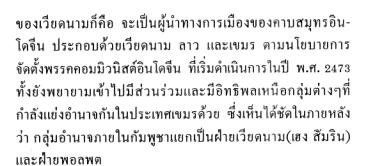 ของเวียดนามก็คือ จะเป็นผู้นำทางการเมืองของคาบสมุทรอิน-
โดจีน ประกอบด้วยเวียดนาม ลาว และเขมร ตามนโยบายการ
จัดตั้งพรรคคอมมิวนิสต์อินโดจีน ที่เริ่มดำเนินการในปี พ.ศ. 2473
ทั้งยังพยายามเข้าไปมีส่วนร่วมและมีอิทธิพลเหนือกลุ่มต่างๆที่
กำลังแย่งอำนาจกันในประเทศเขมรด้วย ซึ่งเห็นได้ชัดในภายหลัง
ว่า กลุ่มอำนาจภายในกัมพูชาแยกเป็นฝ่ายเวียดนาม(เฮง สัมริน)
และฝ่ายพอลพต